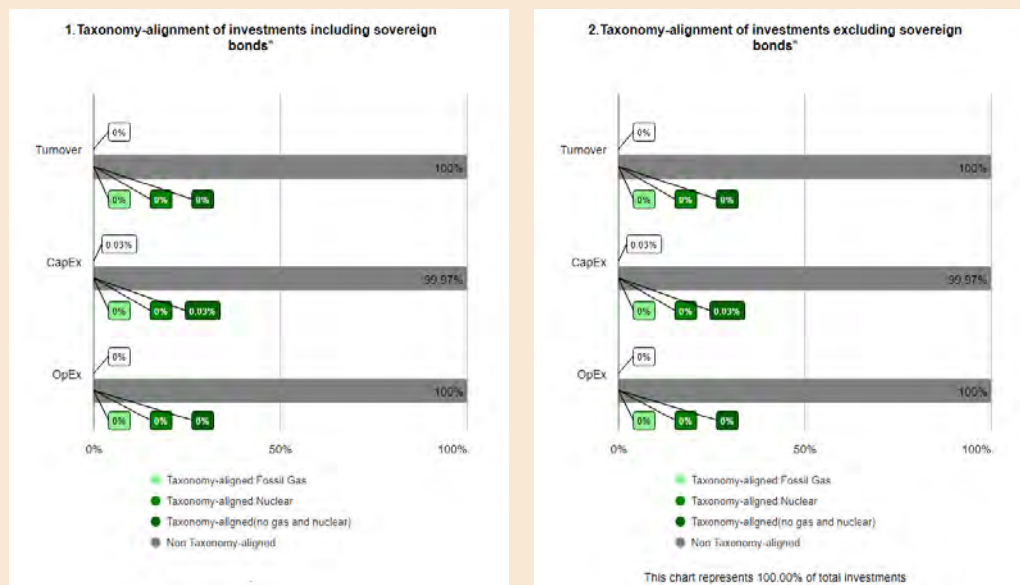 1.Taxonomy-alignment of investments including sovereign
bonds*
0%
Turnover
100%
0% 0% 0%
0.03%
CapEx
99.97%
0% 0% 0.03%
0%
OpEx
100%
0% 0% 0%
0% 50% 100%
Taxonomy-aligned:Fossil Gas
Taxonomy-aligned:Nuclear
Taxonomy-aligned(no gas and nuclear)
Non Taxonomy-aligned
2.Taxonomy-alignment of investments excluding sovereign
bonds*
0%
Turnover
100%
0% 0% 0%
0.03%
CapEx
99.97%
0% 0% 0.03%
0%
OpEx
100%
0% 0% 0%
0% 50% 100%
Taxonomy-aligned:Fossil Gas
Taxonomy-aligned:Nuclear
Taxonomy-aligned(no gas and nuclear)
Non Taxonomy-aligned
This chart represents 100.00% of total investments